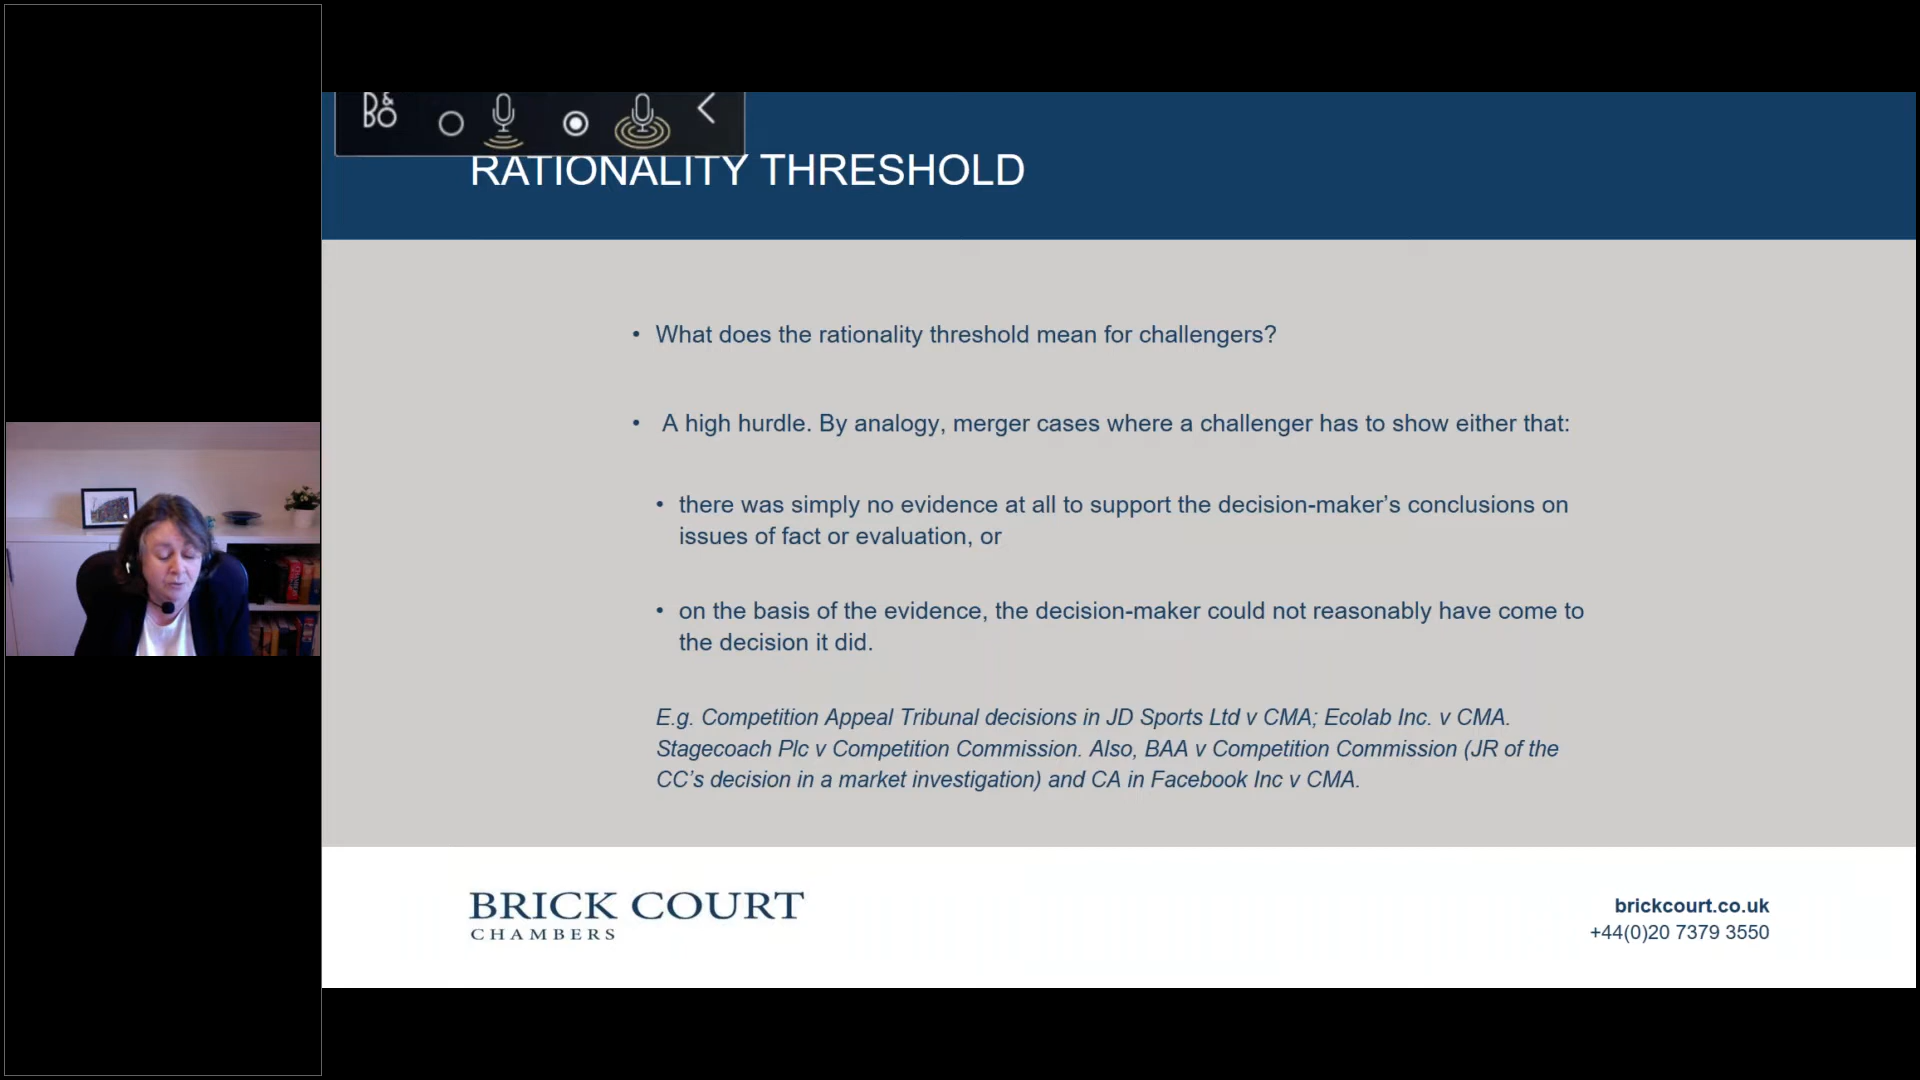 B&O
RATIONALITY THRESHOLD
• What does the rationality threshold mean for challengers?
• A high hurdle. By analogy, merger cases where a challenger has to show either that:
• there was simply no evidence at all to support the decision-maker’s conclusions on
issues of fact or evaluation, or
• on the basis of the evidence, the decision-maker could not reasonably have come to
the decision it did.
E.g. Competition Appeal Tribunal decisions in JD Sports Ltd v CMA; Ecolab Inc. v CMA.
Stagecoach Plc v Competition Commission. Also, BAA v Competition Commission (JR of the
CC’s decision in a market investigation) and CA in Facebook Inc v CMA.
BRICK COURT
CHAMBERS
brickcourt.co.uk
+44(0)20 7379 3550